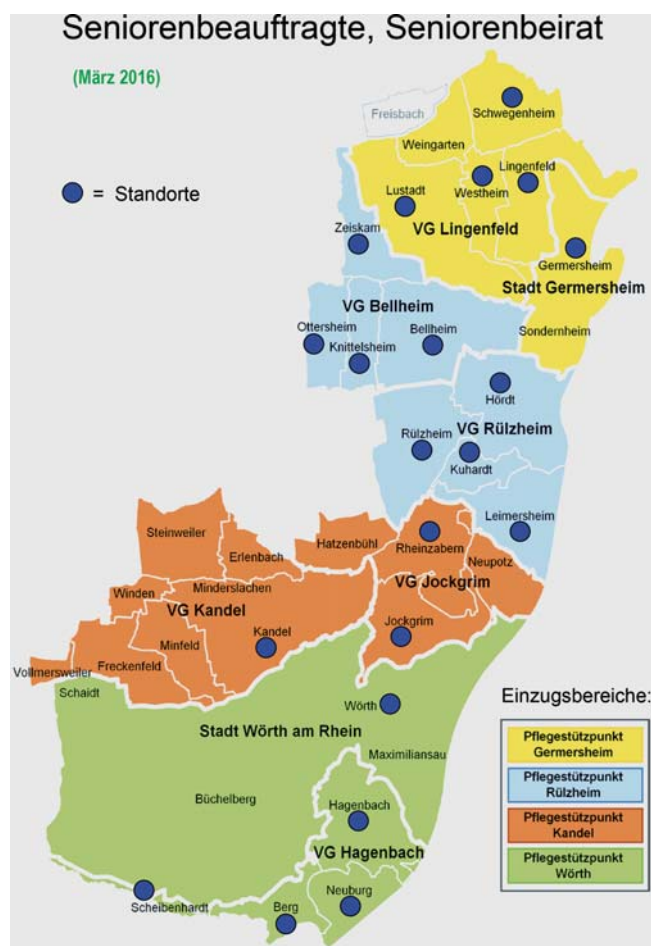 Seniorenbeauftragte, Seniorenbeirat
(März 2016)
= Standorte
Freisbach
Schwegenheim
Weingarten
Lingenfeld
Westheim
Lustadt
VG Lingenfeld
Zeiskam
Germersheim
Stadt Germersheim
VG Bellheim
Ottersheim
Bellheim
Knittelsheim
Sondernheim
Hördt
VG Rülzheim
Rülzheim
Kuhardt
Leimersheim
Steinweiler
Hatzenbühl
Erlenbach
Rheinzabern
Neupotz
VG Jockgrim
Minderslachen
Winden
VG Kandel
Kandel
Jockgrim
Minfeld
Freckenfeld
Vollmersweiler
Schaidt
Wörth
Stadt Wörth am Rhein
Maximiliansau
Büchelberg
Hagenbach
VG Hagenbach
Neuburg
Scheibenhardt
Berg
Einzugsbereiche:
Pflegestützpunkt
Germersheim
Pflegestützpunkt
Rülzheim
Pflegestützpunkt
Kandel
Pflegestützpunkt
Wörth